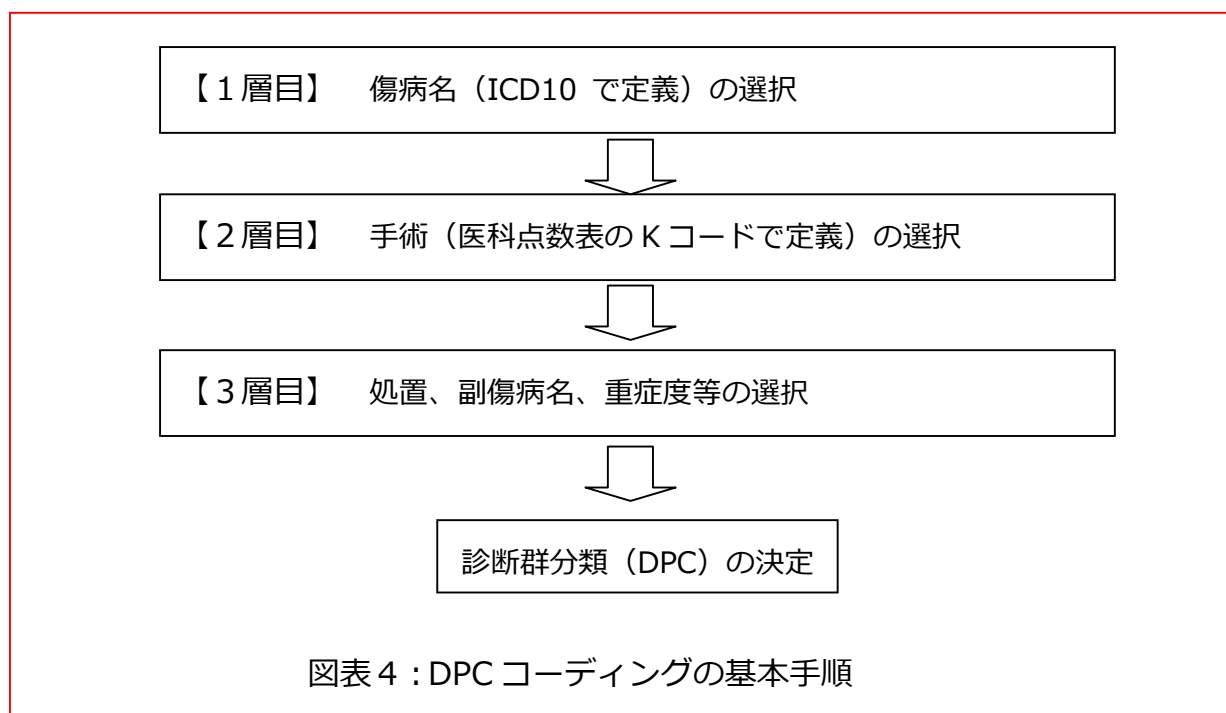 【１層目】　傷病名（ICD10 で定義）の選択
【２層目】　手術（医科点数表の K コードで定義）の選択
【３層目】　処置、副傷病名、重症度等の選択
診断群分類（DPC）の決定
図表４：DPC コーディングの基本手順